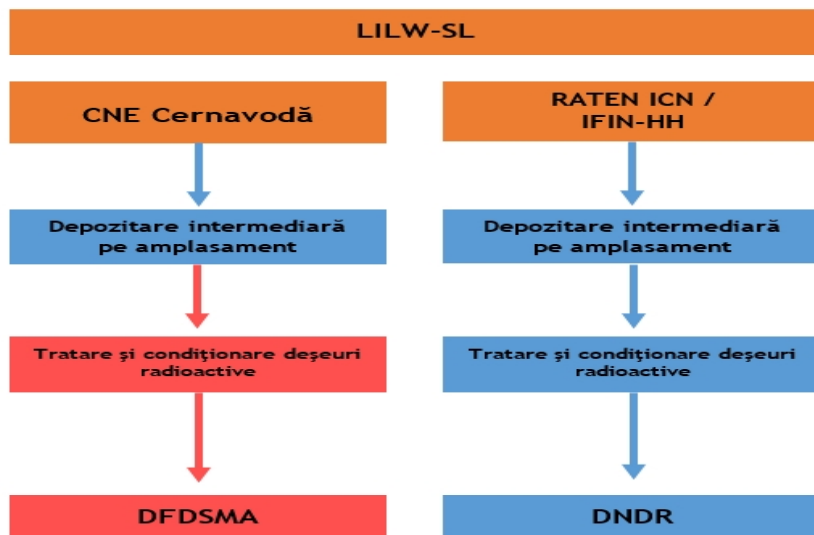 LILW-SL
CNE Cernavodă
RATEN ICN /
IFIN-HH
Depozitare intermediară
pe amplasament
Depozitare intermediară
pe amplasament
Tratare şi condiţionare deşeuri
radioactive
Tratare şi condiţionare deşeuri
radioactive
DFDSMA
DNDR